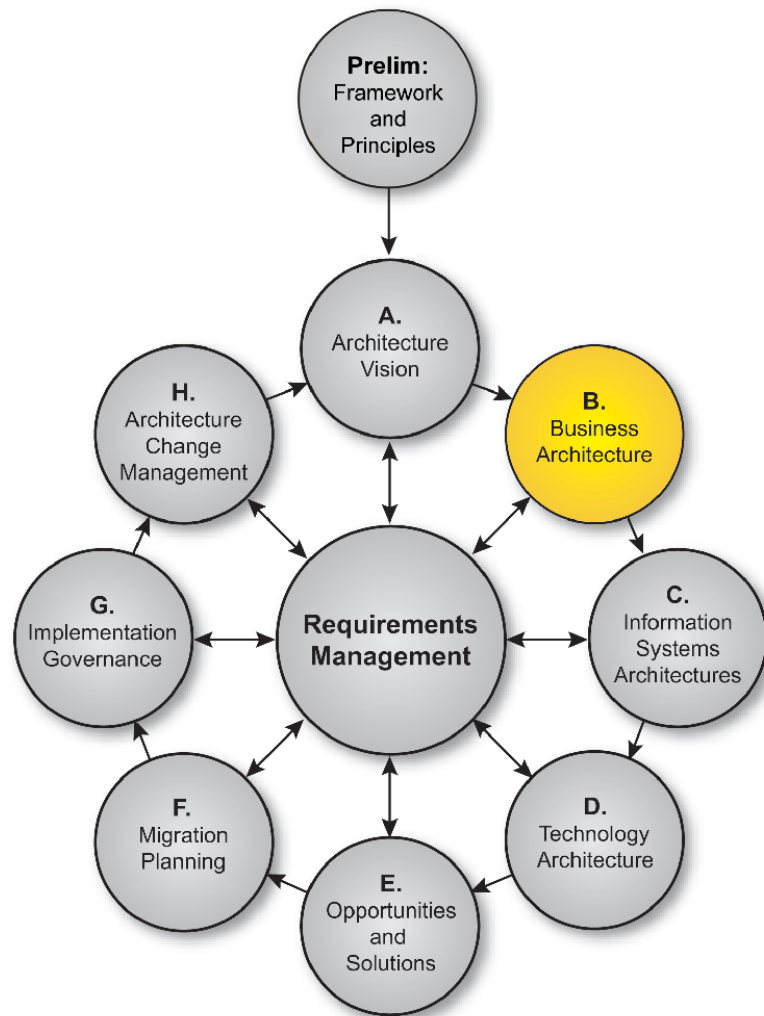 Prelim:
Framework
and
Principles
A.
Architecture
Vision
B.
Business
Architecture
C.
Information
Systems
Architectures
D.
Technology
Architecture
E.
Opportunities
and
Solutions
F.
Migration
Planning
G.
Implementation
Governance
H.
Architecture
Change
Management
Requirements
Management